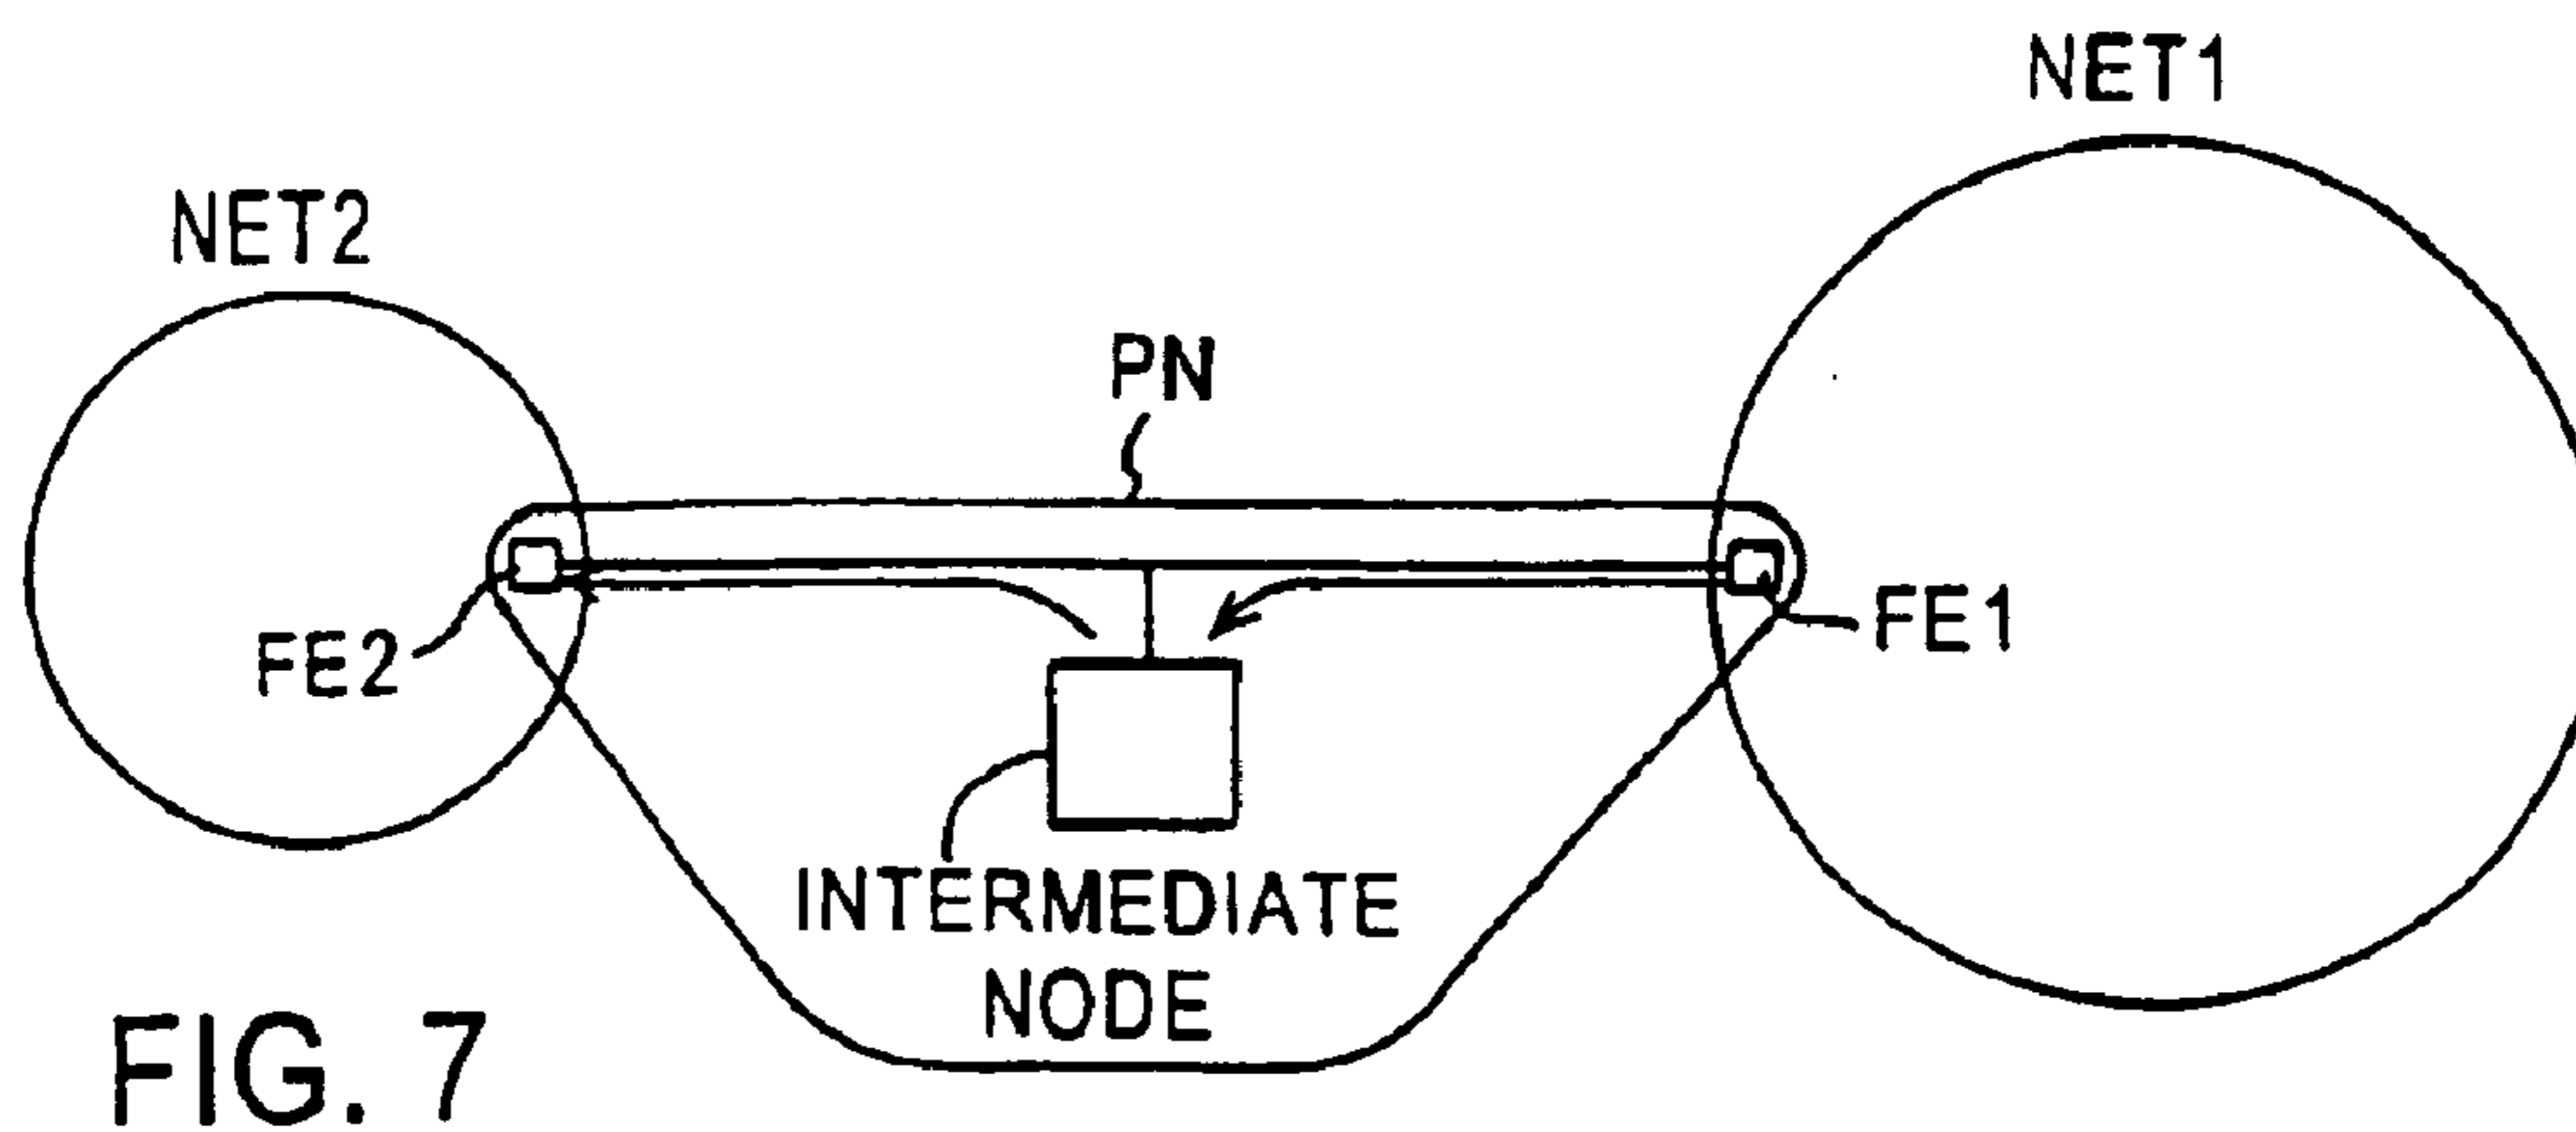 NET1
NET2
PN
FE2
FE1
INTERMEDIATE
NODE
FIG. 7